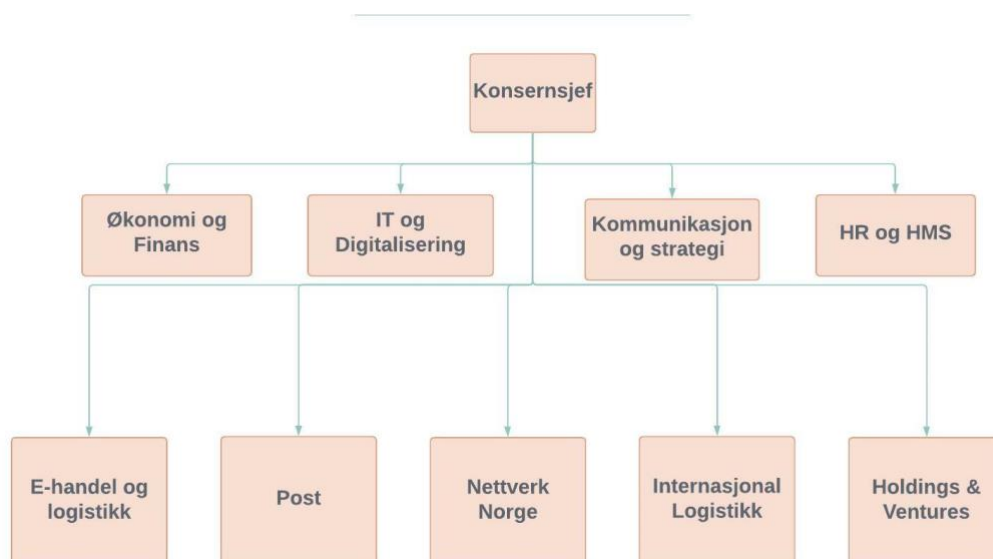 Konsernsjef
Økonomi og
Finans
IT og
Digitalisering
Kommunikasjon
og strategi
HR og HMS
E-handel og
logistikk
Post
Nettverk
Norge
Internasjonal
Logistikk
Holdings &
Ventures